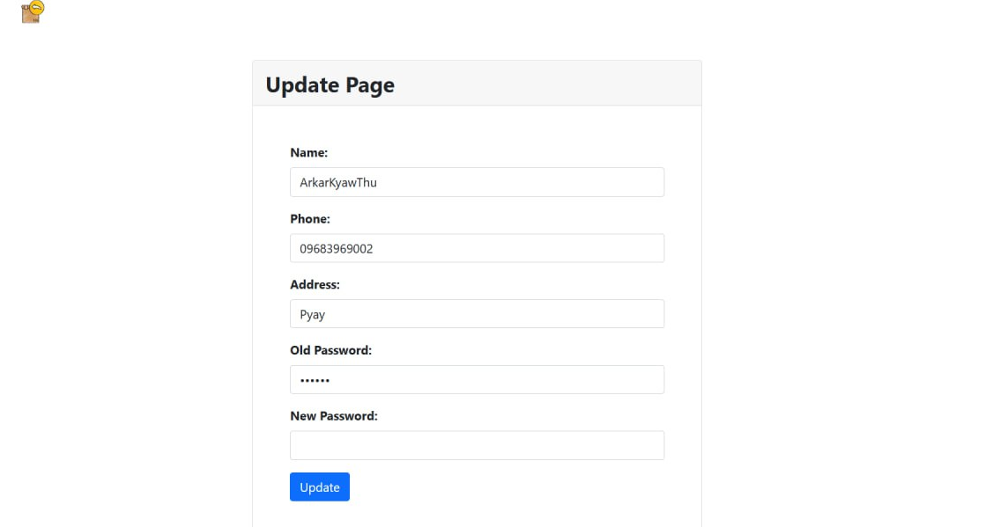 Update Page
Name:
ArkarKyawThu
Phone:
09683969002
Address:
Pyay
Old Password:
••••••
New Password:
Update